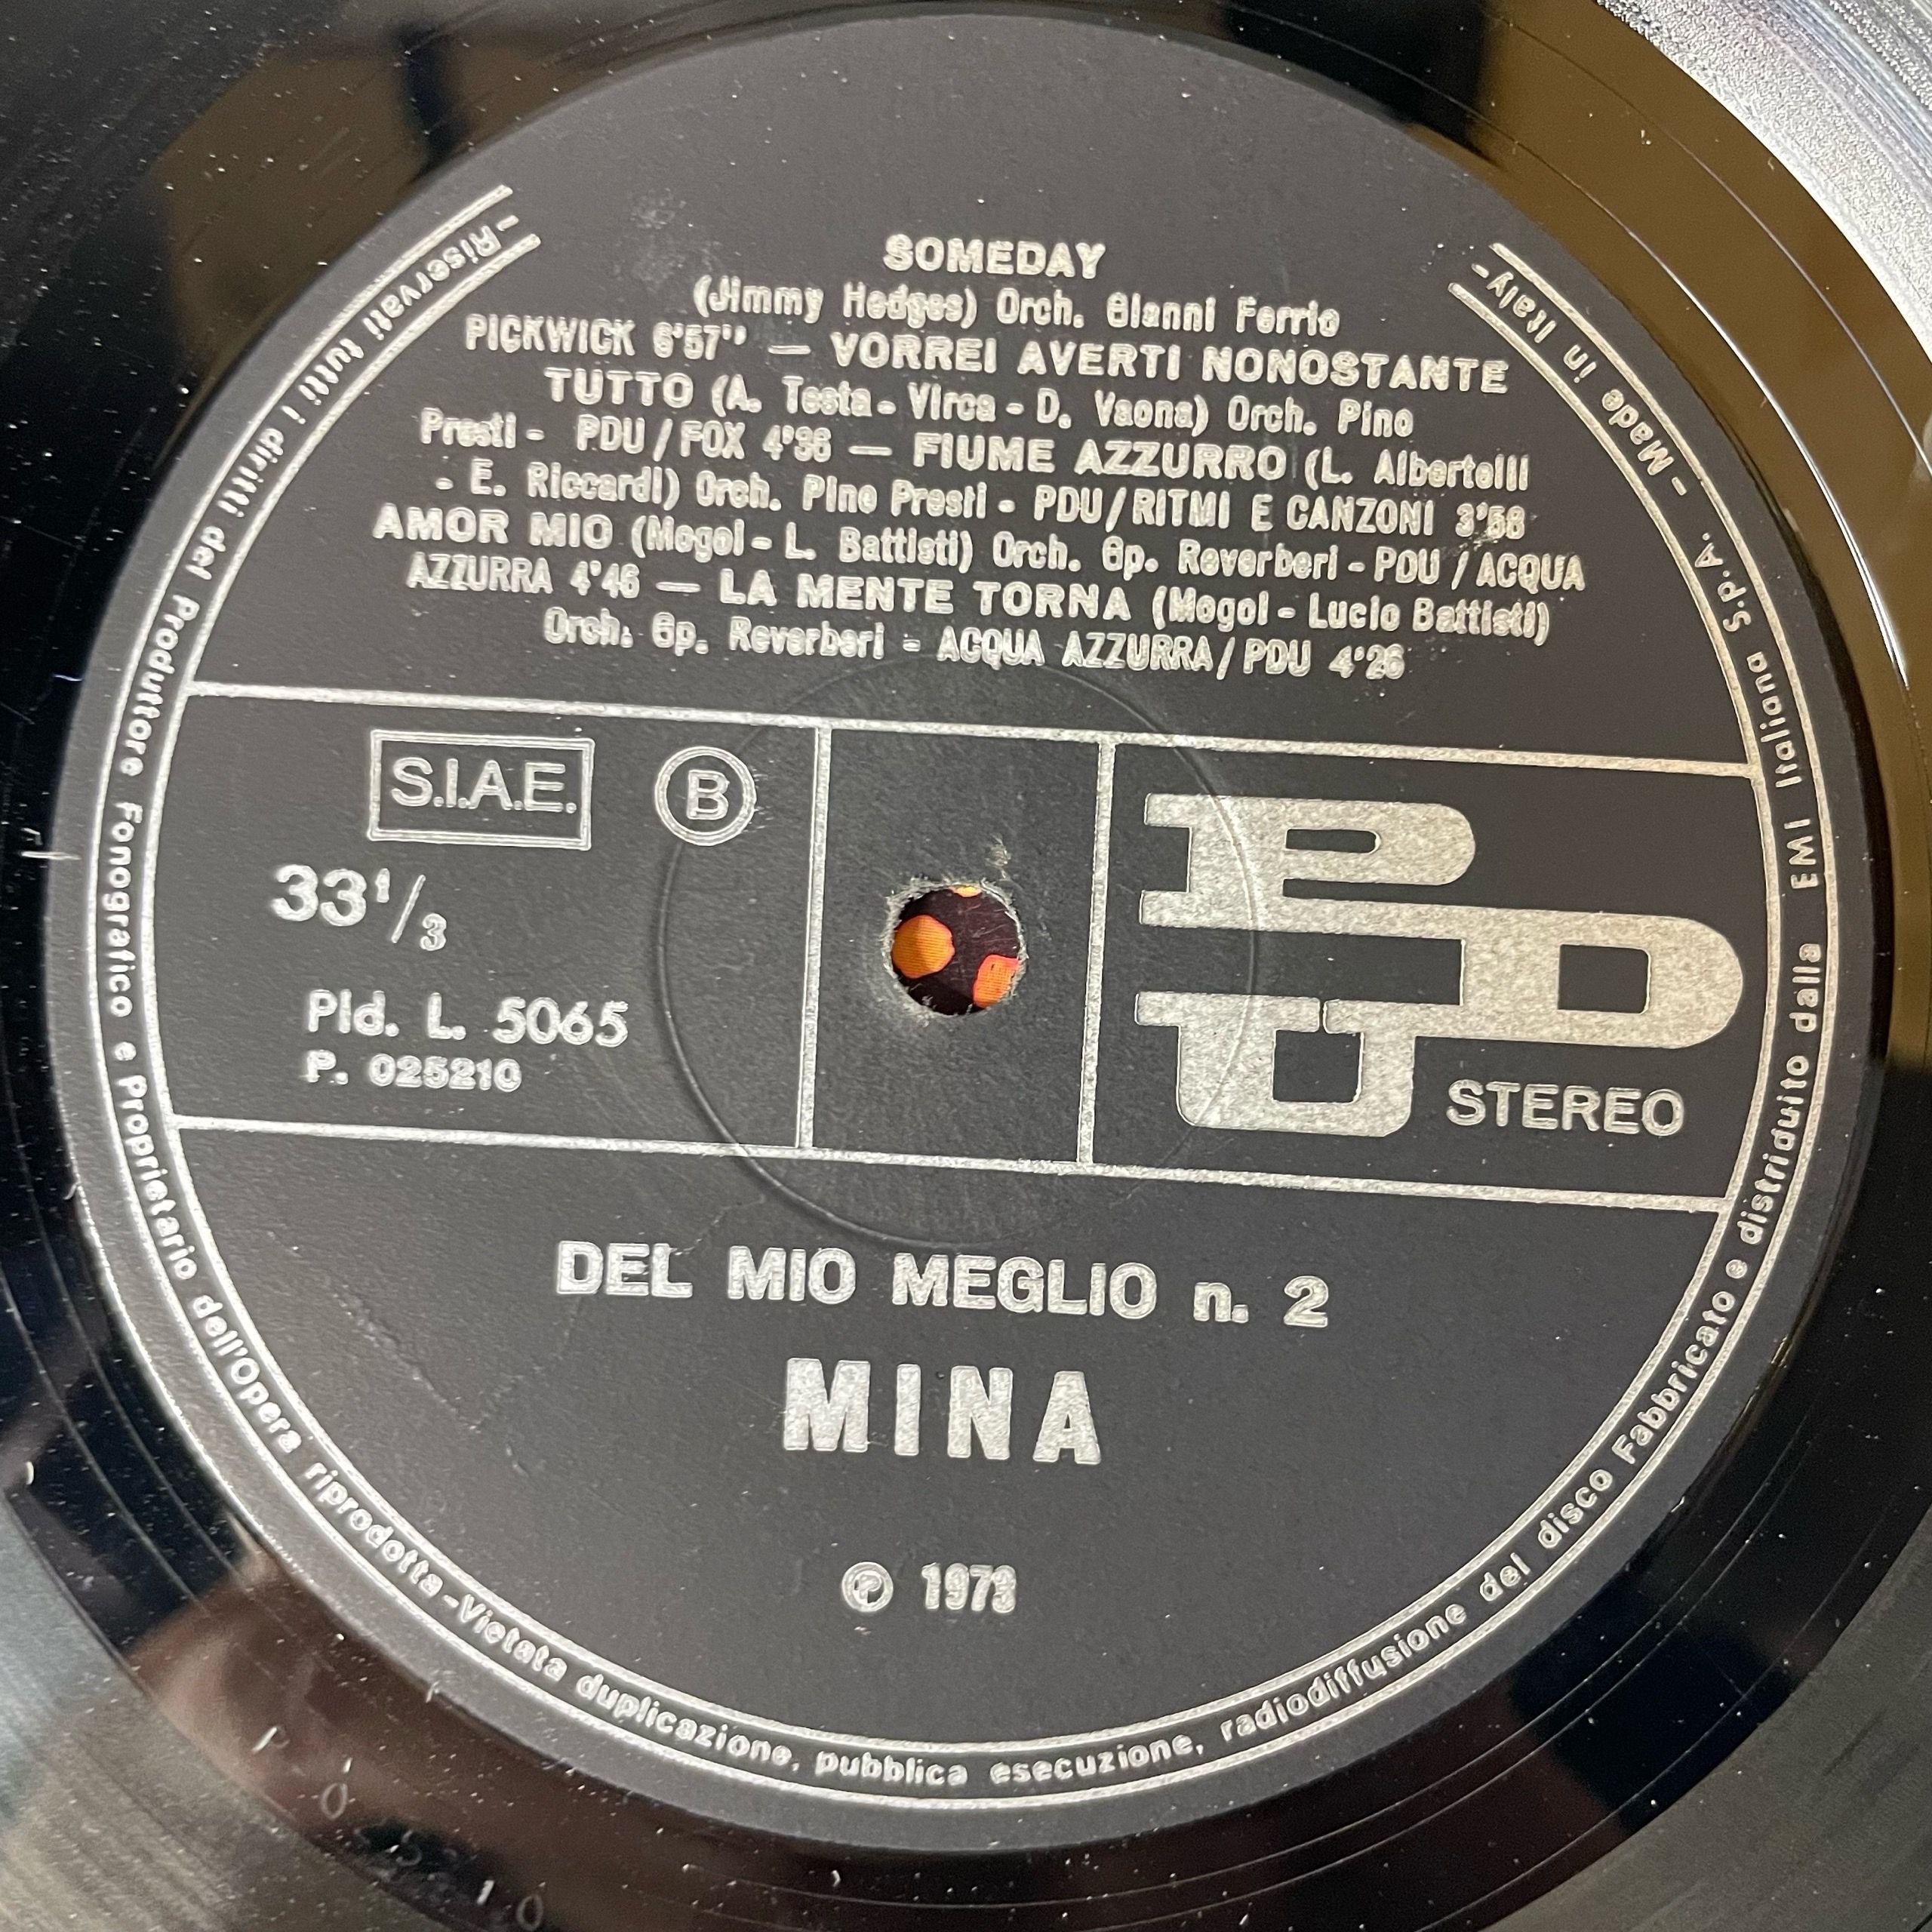 SOMEDAY
(Jimmy Hedges) Orch. Gianni Ferrio
PICKWICK 6'57'' — VORREI AVERTI NONOSTANTE
TUTTO (A. Testa - Virca - D. Vaona) Orch. Pino
Presti - PDU / FOX 4'36 — FIUME AZZURRO (L. Albertelli
- E. Riccardi) Orch. Pino Presti - PDU/RITMI E CANZONI 3'58
AMOR MIO (Mogol - L. Battisti) Orch. Gp. Reverberi - PDU / ACQUA
AZZURRA 4'46 — LA MENTE TORNA (Mogol - Lucio Battisti)
Orch. Gp. Reverberi - ACQUA AZZURRA / PDU 4'26
S.I.A.E. B
33 1/3
Pld. L. 5065
P. 025210
PDU
STEREO
DEL MIO MEGLIO n. 2
MINA
℗ 1973
- Riservati tutti i diritti del Produttore Fonografico e Proprietario dell'Opera riprodotta - Vietata duplicazione, pubblica esecuzione, radiodiffusione del disco Fabbricato e distriduito dalla EMI Italiana S.p.A. - Made in Italy-